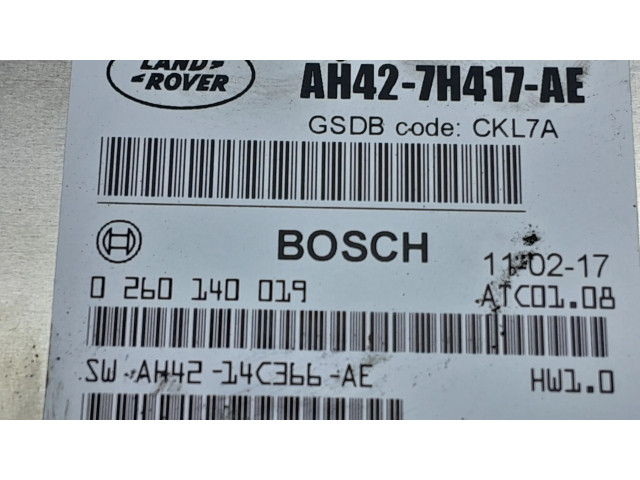 LAND
ROVER
AH42-7H417-AE
GSDB code: CKL7A
BOSCH
11-02-17
0 260 140 019
ATC01.08
SW-AH42-14C366-AE
HW1.0